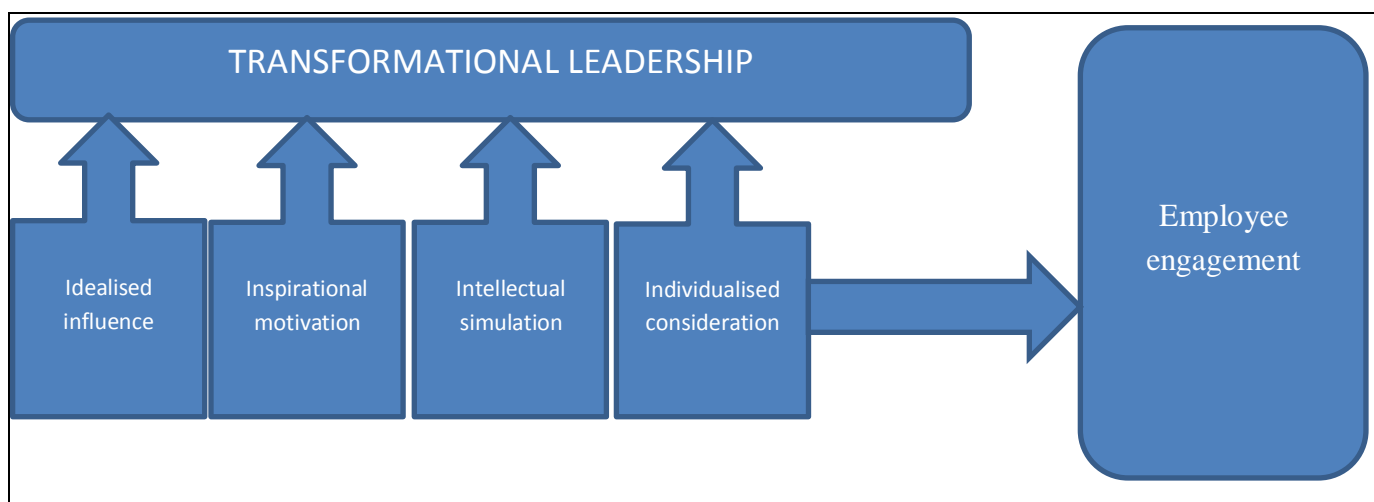 TRANSFORMATIONAL LEADERSHIP
Idealised
influence
Inspirational
motivation
Intellectual
simulation
Individualised
consideration
Employee
engagement